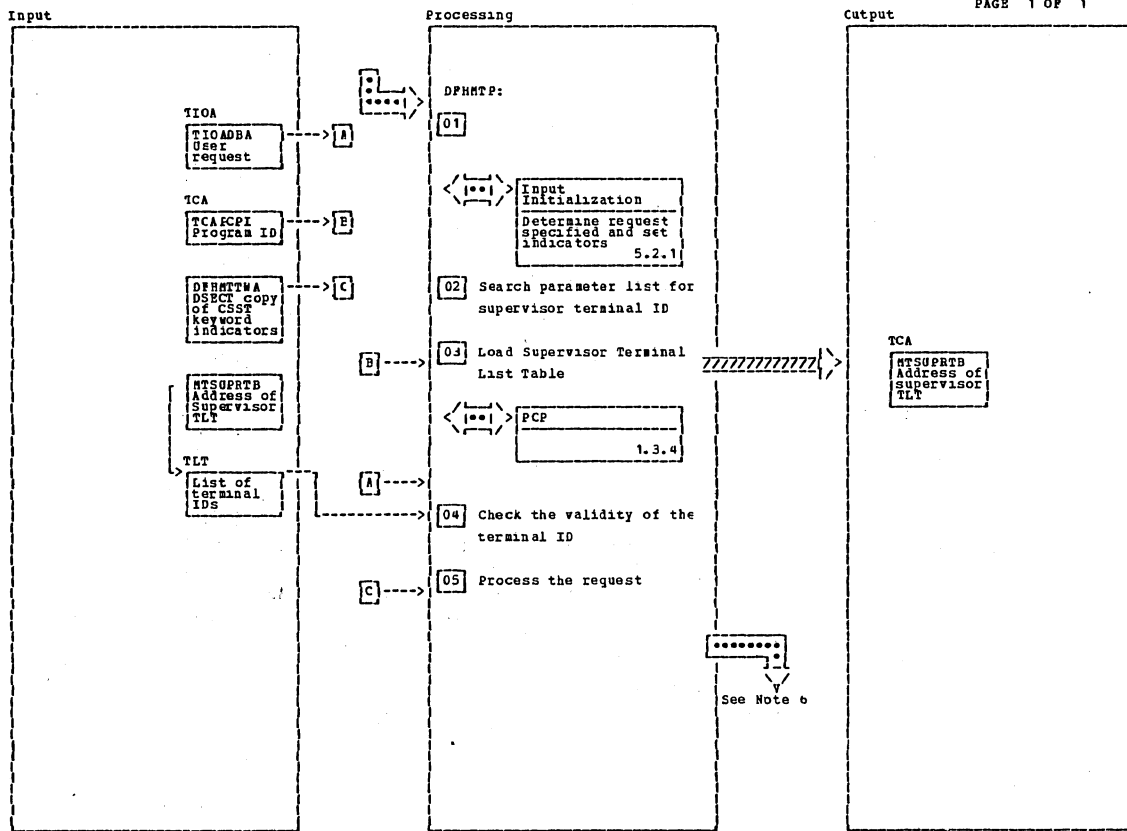 PAGE 1 OF 1
Input
Processing
Cutput
TIOA
TIOADBA
User
request
A
TCA
TCAPCPI
Program ID
B
DFHMTTWA
DSECT copy
of CSST
keyword
indicators
C
MTSUPRTB
Address of
Supervisor
TLT
TLT
List of
terminal
IDs
DFHMTP:
01
Input
Initialization
Determine request
specified and set
indicators
5.2.1
02 Search parameter list for
supervisor terminal ID
B
03 Load Supervisor Terminal
List Table
PCP
1.3.4
A
04 Check the validity of the
terminal ID
C
05 Process the request
See Note 6
TCA
MTSUPRTB
Address of
supervisor
TLT